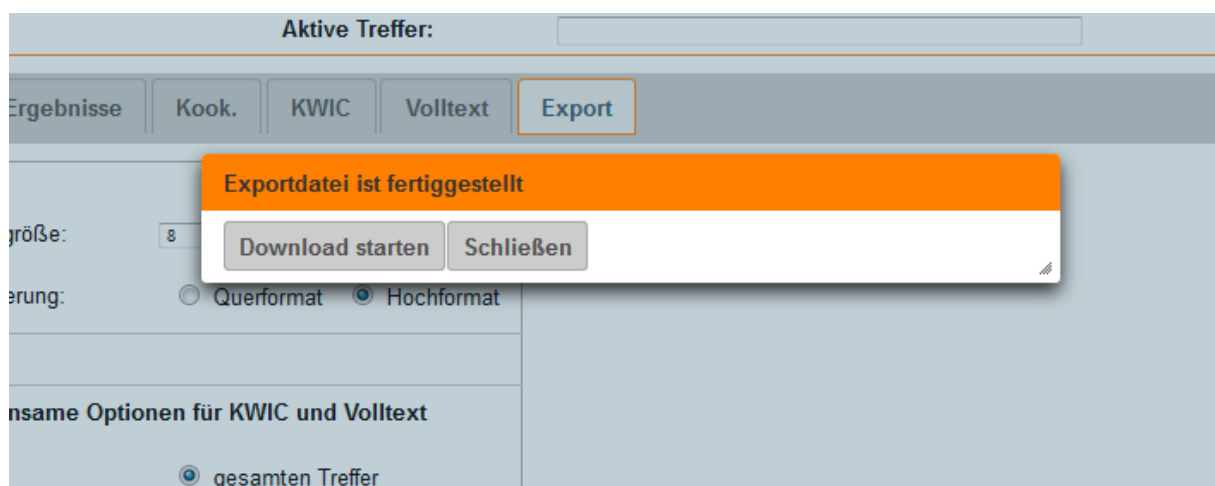 Aktive Treffer:
Ergebnisse Kook. KWIC Volltext Export
Exportdatei ist fertiggestellt
größe: 8
Download starten Schließen
erung: Querformat Hochformat
nsame Optionen für KWIC und Volltext
gesamten Treffer